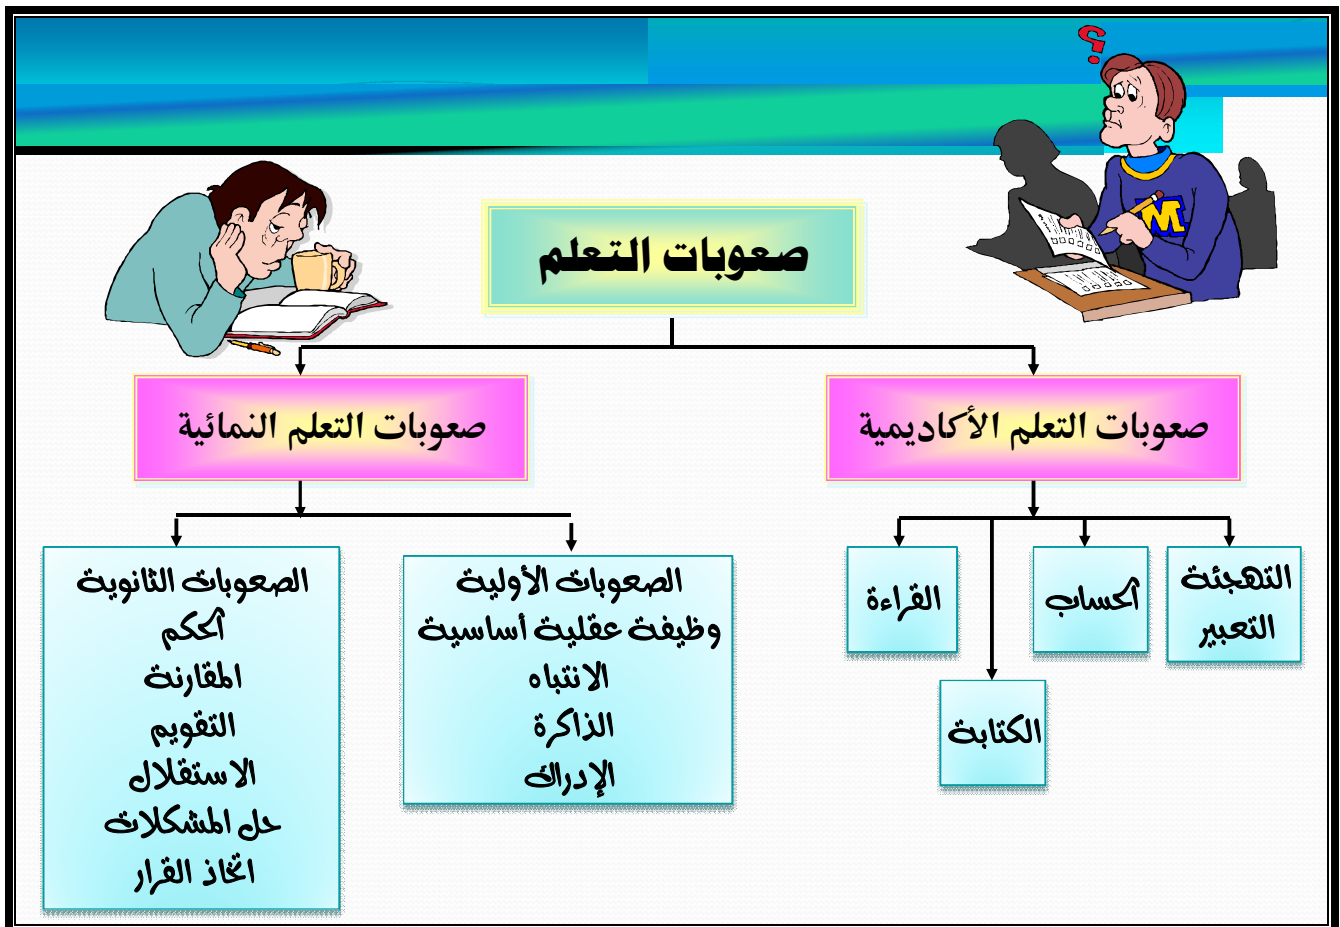 ؟
M
صعوبات التعلم
صعوبات التعلم الأكاديمية
صعوبات التعلم النمائية
التهجئة
التعبير
الحساب
القراءة
الكتابة
الصعوبات الأولية
وظيفة عقلية أساسية
الانتباه
الذاكرة
الإدراك
الصعوبات الثانوية
الحكم
المقارنة
التقويم
الاستقلال
حل المشكلات
اتخاذ القرار